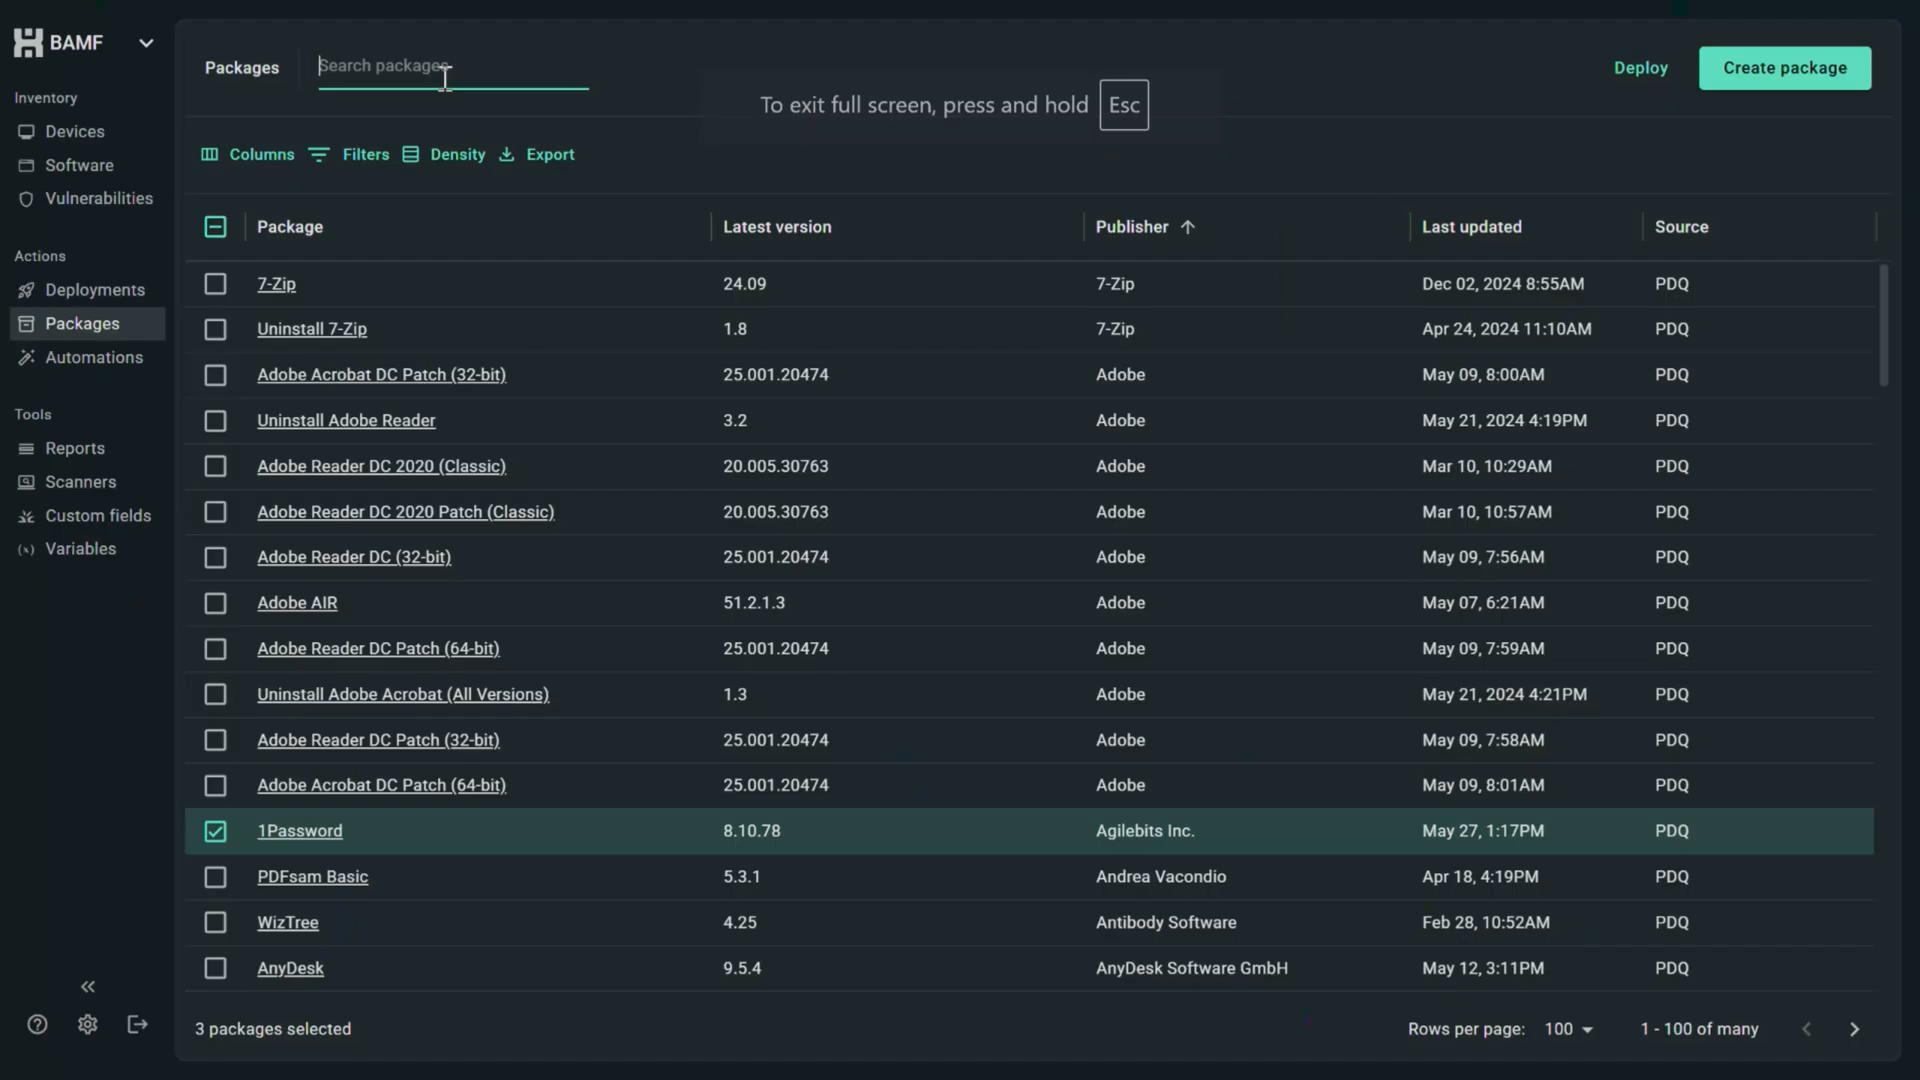 BAMF
Packages
Search packages
To exit full screen, press and hold Esc
Deploy
Create package
Inventory
Devices
Software
Vulnerabilities
Actions
Deployments
Packages
Automations
Tools
Reports
Scanners
Custom fields
Variables
Columns Filters Density Export
Package Latest version Publisher Last updated Source
7-Zip 24.09 7-Zip Dec 02, 2024 8:55AM PDQ
Uninstall 7-Zip 1.8 7-Zip Apr 24, 2024 11:10AM PDQ
Adobe Acrobat DC Patch (32-bit) 25.001.20474 Adobe May 09, 8:00AM PDQ
Uninstall Adobe Reader 3.2 Adobe May 21, 2024 4:19PM PDQ
Adobe Reader DC 2020 (Classic) 20.005.30763 Adobe Mar 10, 10:29AM PDQ
Adobe Reader DC 2020 Patch (Classic) 20.005.30763 Adobe Mar 10, 10:57AM PDQ
Adobe Reader DC (32-bit) 25.001.20474 Adobe May 09, 7:56AM PDQ
Adobe AIR 51.2.1.3 Adobe May 07, 6:21AM PDQ
Adobe Reader DC Patch (64-bit) 25.001.20474 Adobe May 09, 7:59AM PDQ
Uninstall Adobe Acrobat (All Versions) 1.3 Adobe May 21, 2024 4:21PM PDQ
Adobe Reader DC Patch (32-bit) 25.001.20474 Adobe May 09, 7:58AM PDQ
Adobe Acrobat DC Patch (64-bit) 25.001.20474 Adobe May 09, 8:01AM PDQ
1Password 8.10.78 Agilebits Inc. May 27, 1:17PM PDQ
PDFsam Basic 5.3.1 Andrea Vacondio Apr 18, 4:19PM PDQ
WizTree 4.25 Antibody Software Feb 28, 10:52AM PDQ
AnyDesk 9.5.4 AnyDesk Software GmbH May 12, 3:11PM PDQ
3 packages selected
Rows per page: 100
1 - 100 of many